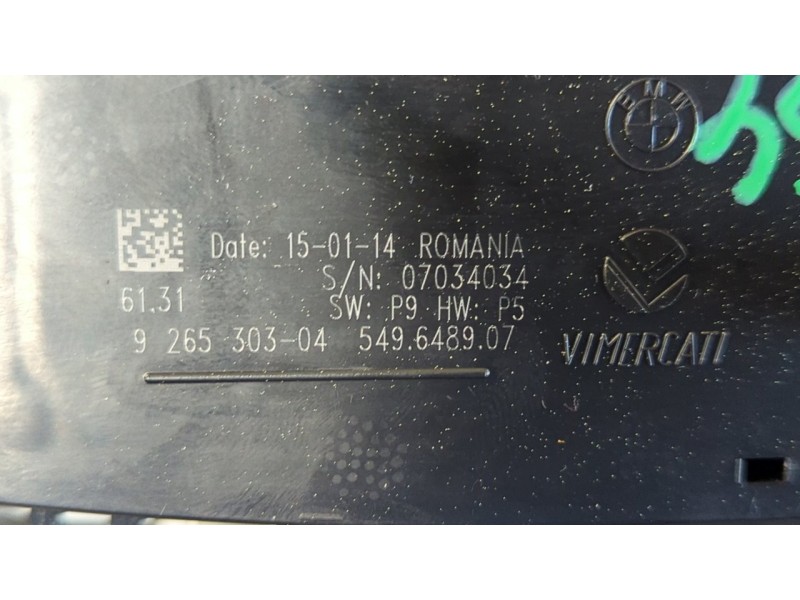 BMW
Date: 15-01-14 ROMANIA
S/N: 07034034
61.31
SW: P9 HW: P5
9 265 303-04 549.6489.07
VIMERCATI